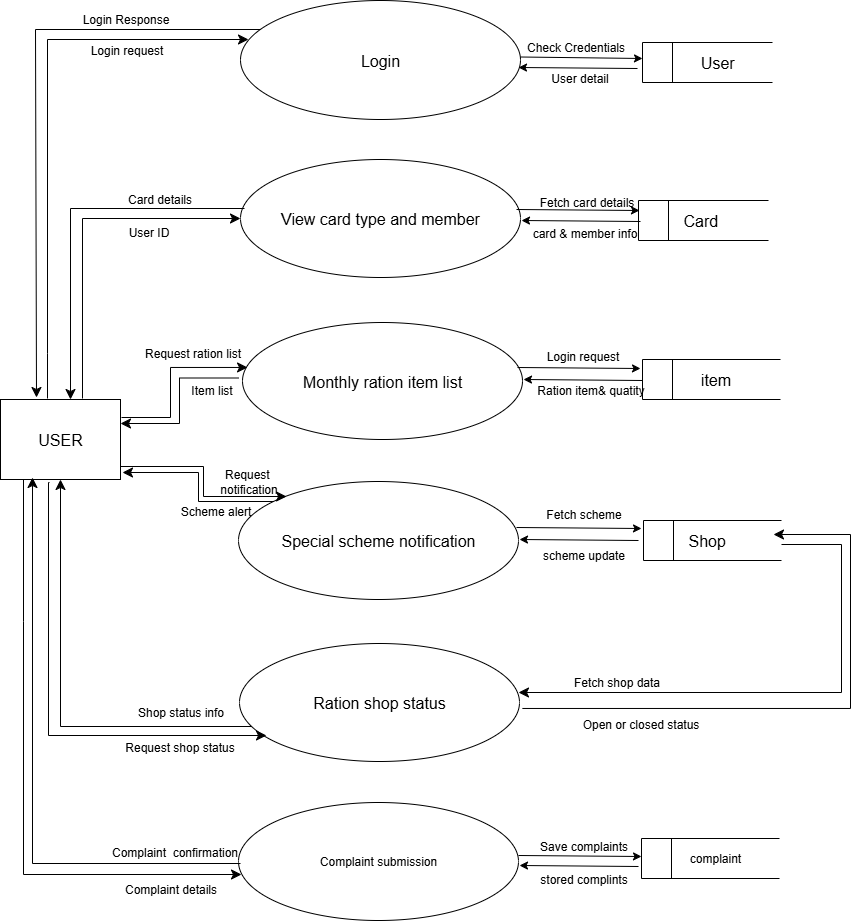 Login Response
Login request
Login
Check Credentials
User detail
User
Card details
User ID
View card type and member
Fetch card details
card & member info
Card
Request ration list
Item list
Monthly ration item list
Login request
Ration item& quatity
item
USER
Request
notification
Scheme alert
Special scheme notification
Fetch scheme
scheme update
Shop
Shop status info
Request shop status
Ration shop status
Fetch shop data
Open or closed status
Complaint  confirmation
Complaint details
Complaint submission
Save complaints
stored complints
complaint